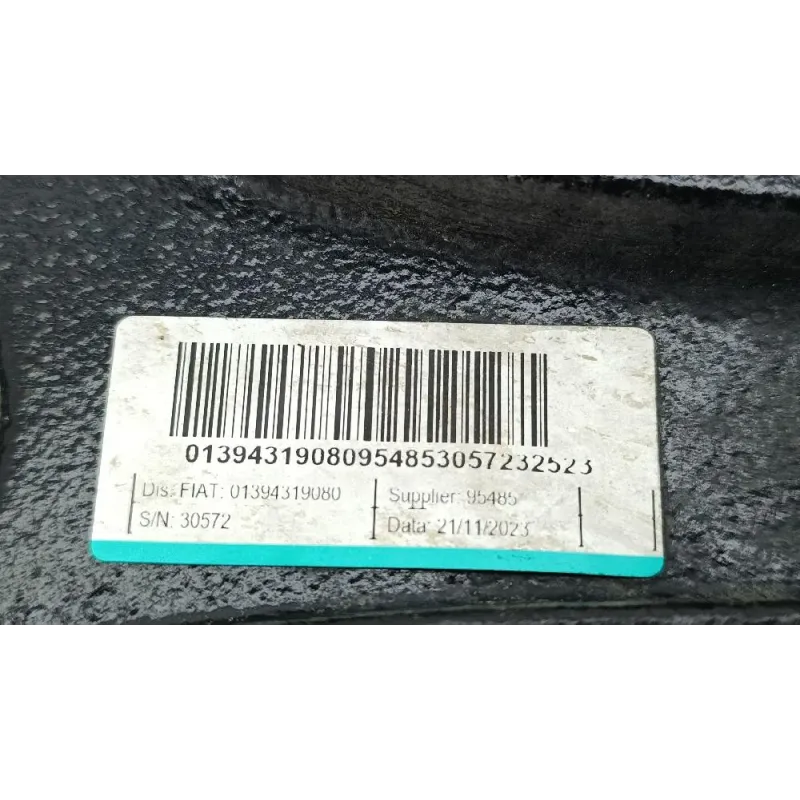 01394319080954853057232523
Dis. FIAT: 01394319080 Supplier: 95485
S/N: 30572 Data: 21/11/2023